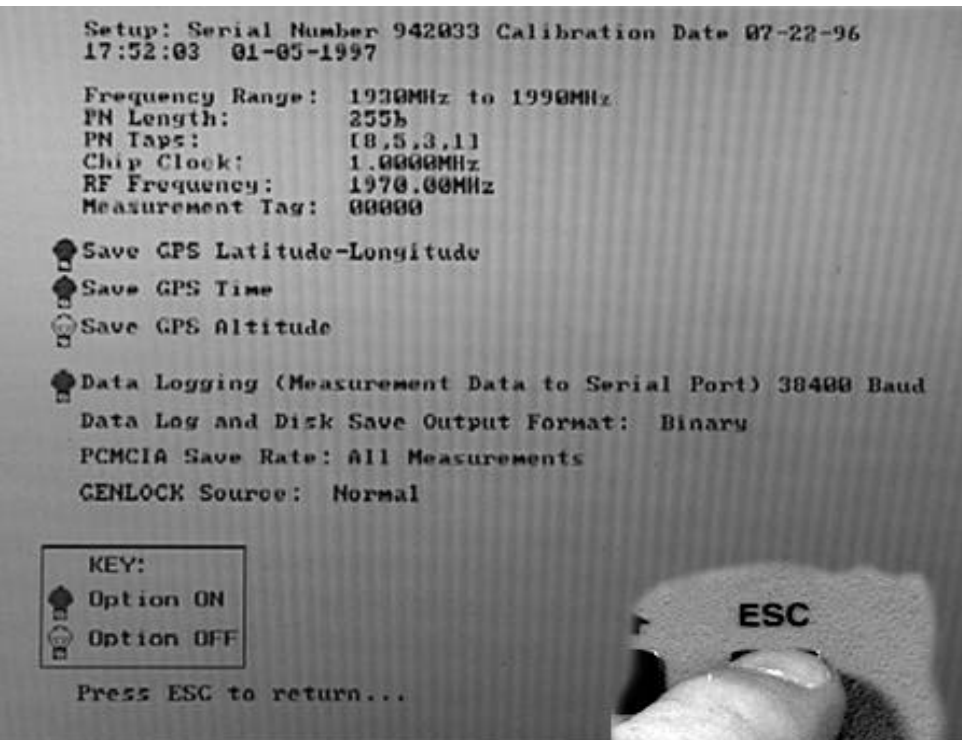 Setup: Serial Number 942033 Calibration Date 07-22-96
17:52:03 01-05-1997
Frequency Range: 1930MHz to 1990MHz
PN Length: 255b
PN Taps: [8,5,3,1]
Chip Clock: 1.0000MHz
RF Frequency: 1970.00MHz
Measurement Tag: 00000
Save GPS Latitude-Longitude
Save GPS Time
Save GPS Altitude
Data Logging (Measurement Data to Serial Port) 38400 Baud
Data Log and Disk Save Output Format: Binary
PCMCIA Save Rate: All Measurements
GENLOCK Source: Normal
KEY:
Option ON
Option OFF
Press ESC to return...
ESC